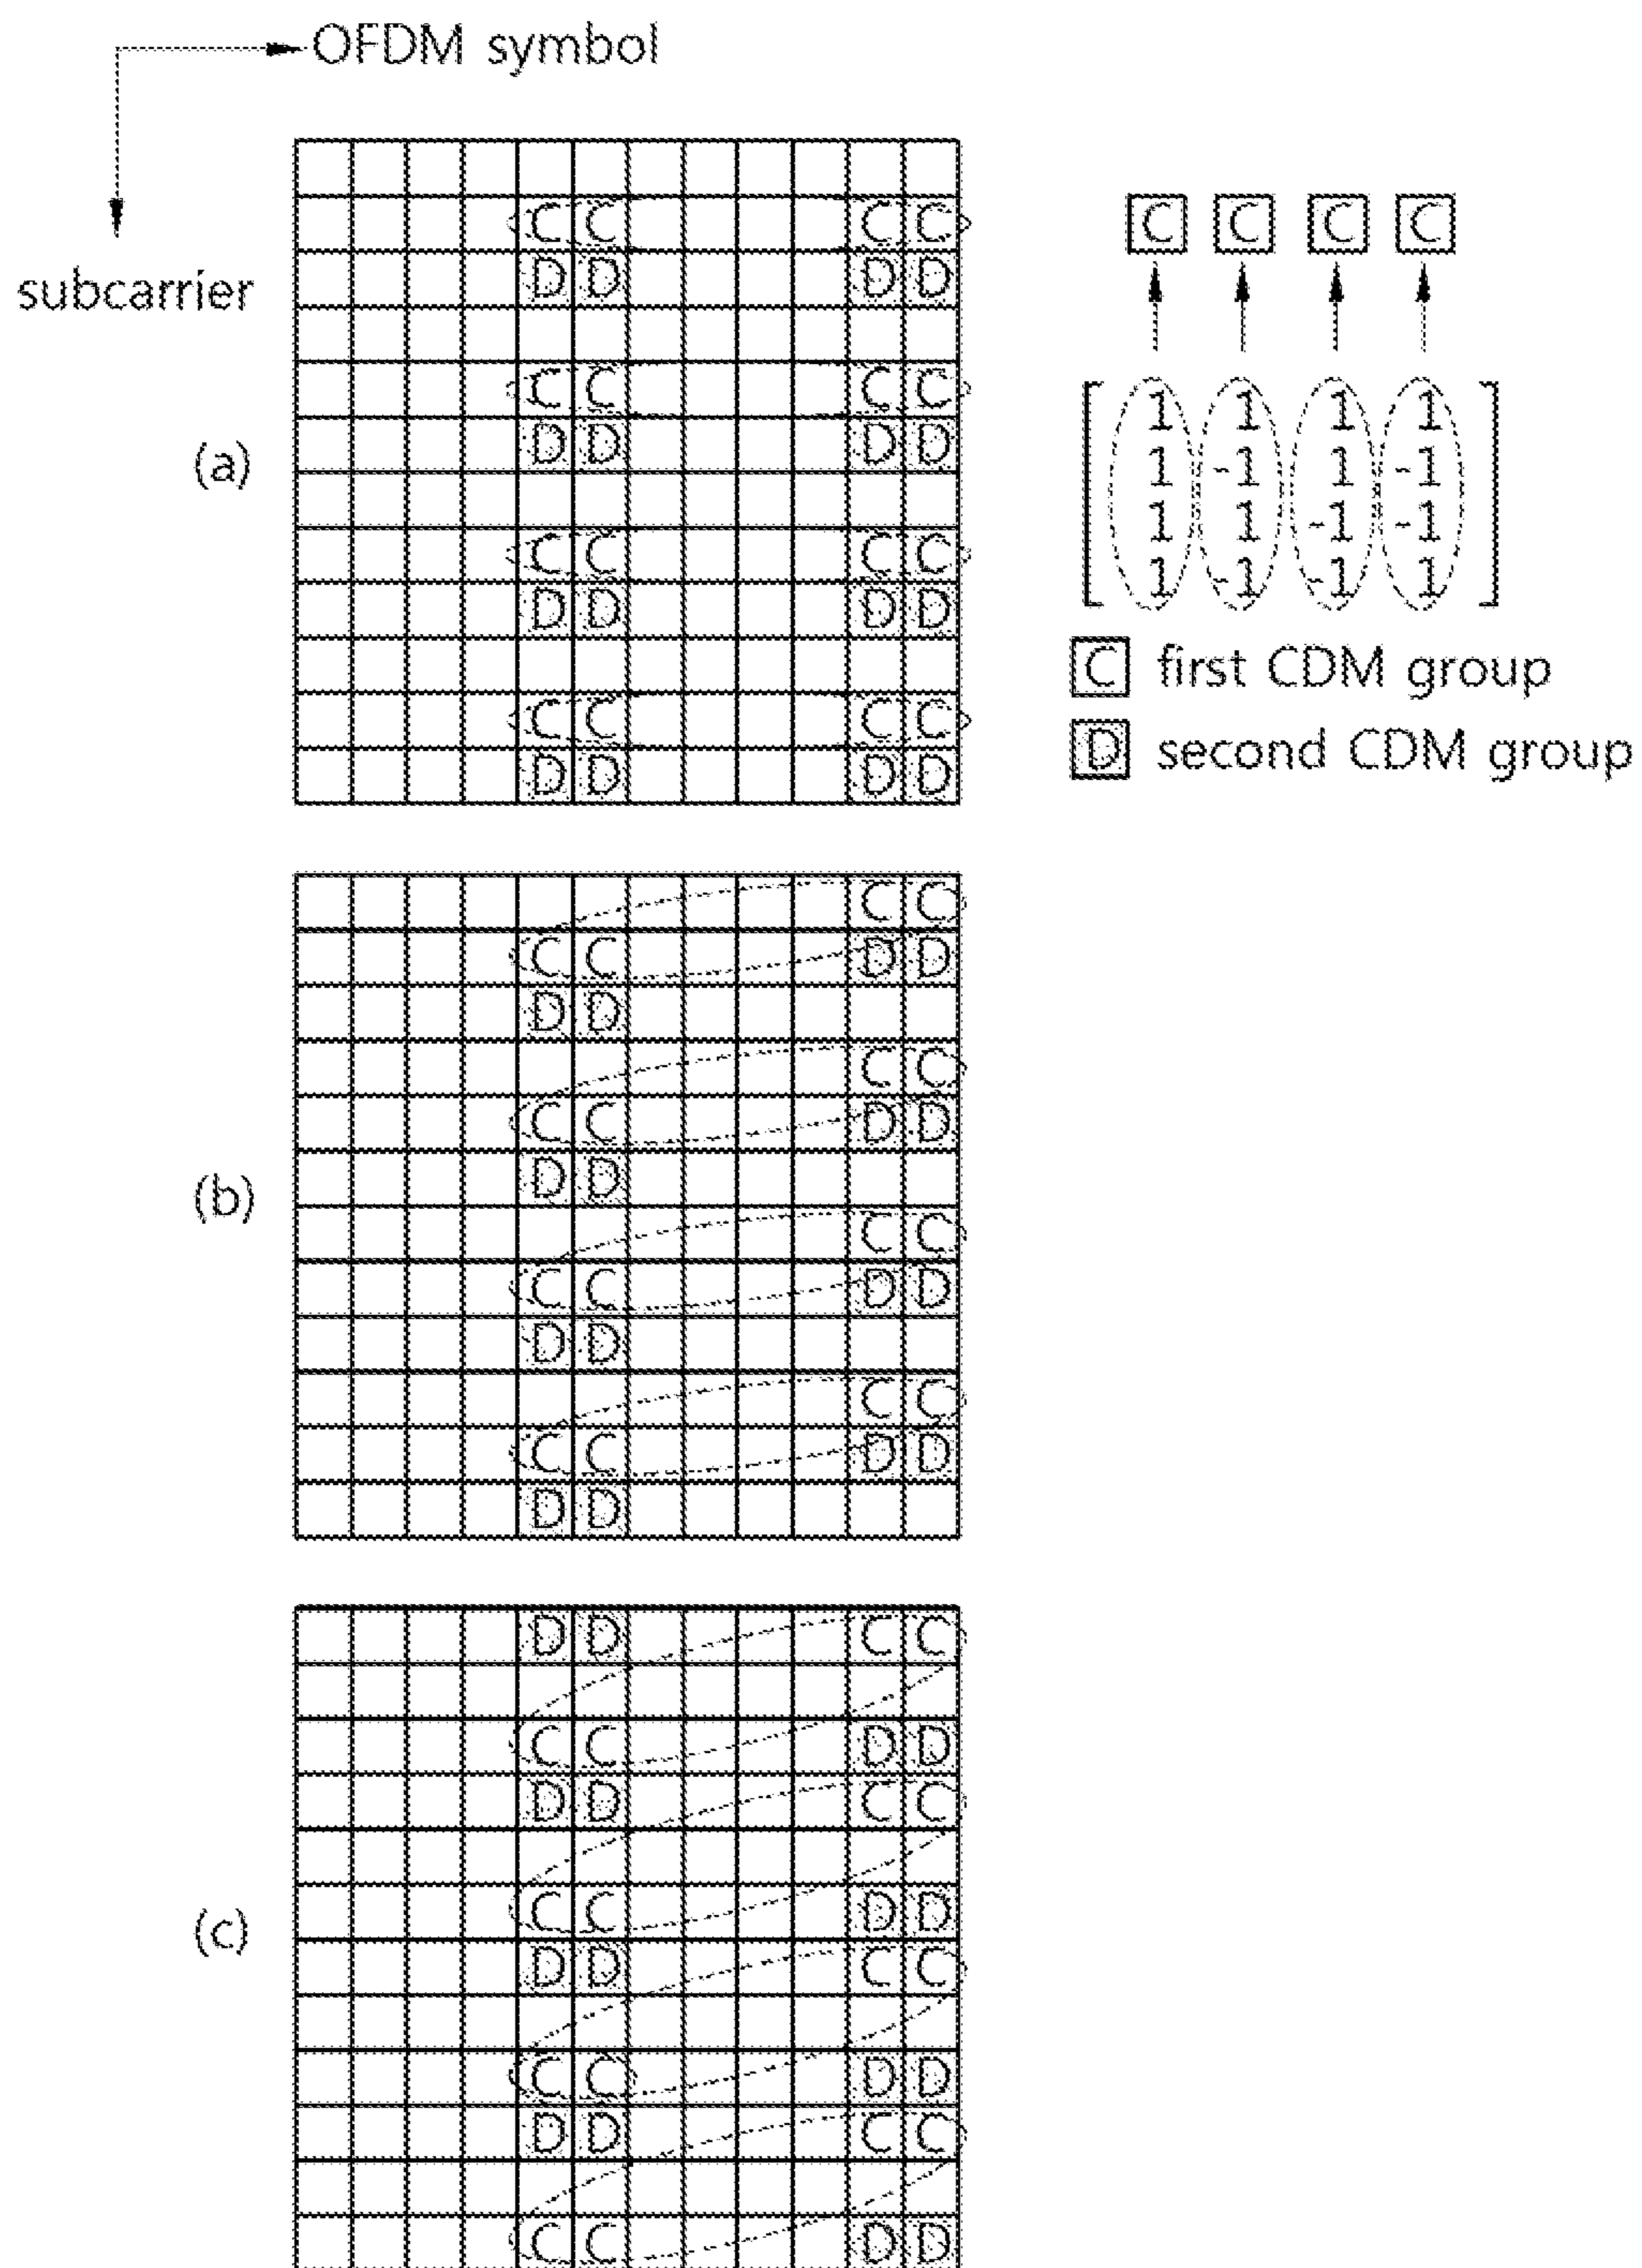 OFDM symbol
subcarrier
(a)
C C C C
D D D D
C C C C
D D D D
C C C C
D D D D
C C C C
D D D D
C C C C
1 1 1 1
1 -1 1 -1
1 1 -1 -1
1 -1 -1 1
C first CDM group
D second CDM group
(b)
C C
C C D D
D D
C C
C C D D
D D
C C
C C D D
D D
C C
C C D D
D D
(c)
D D C C
C C D D
D D C C
C C D D
D D C C
C C D D
D D C C
C C D D